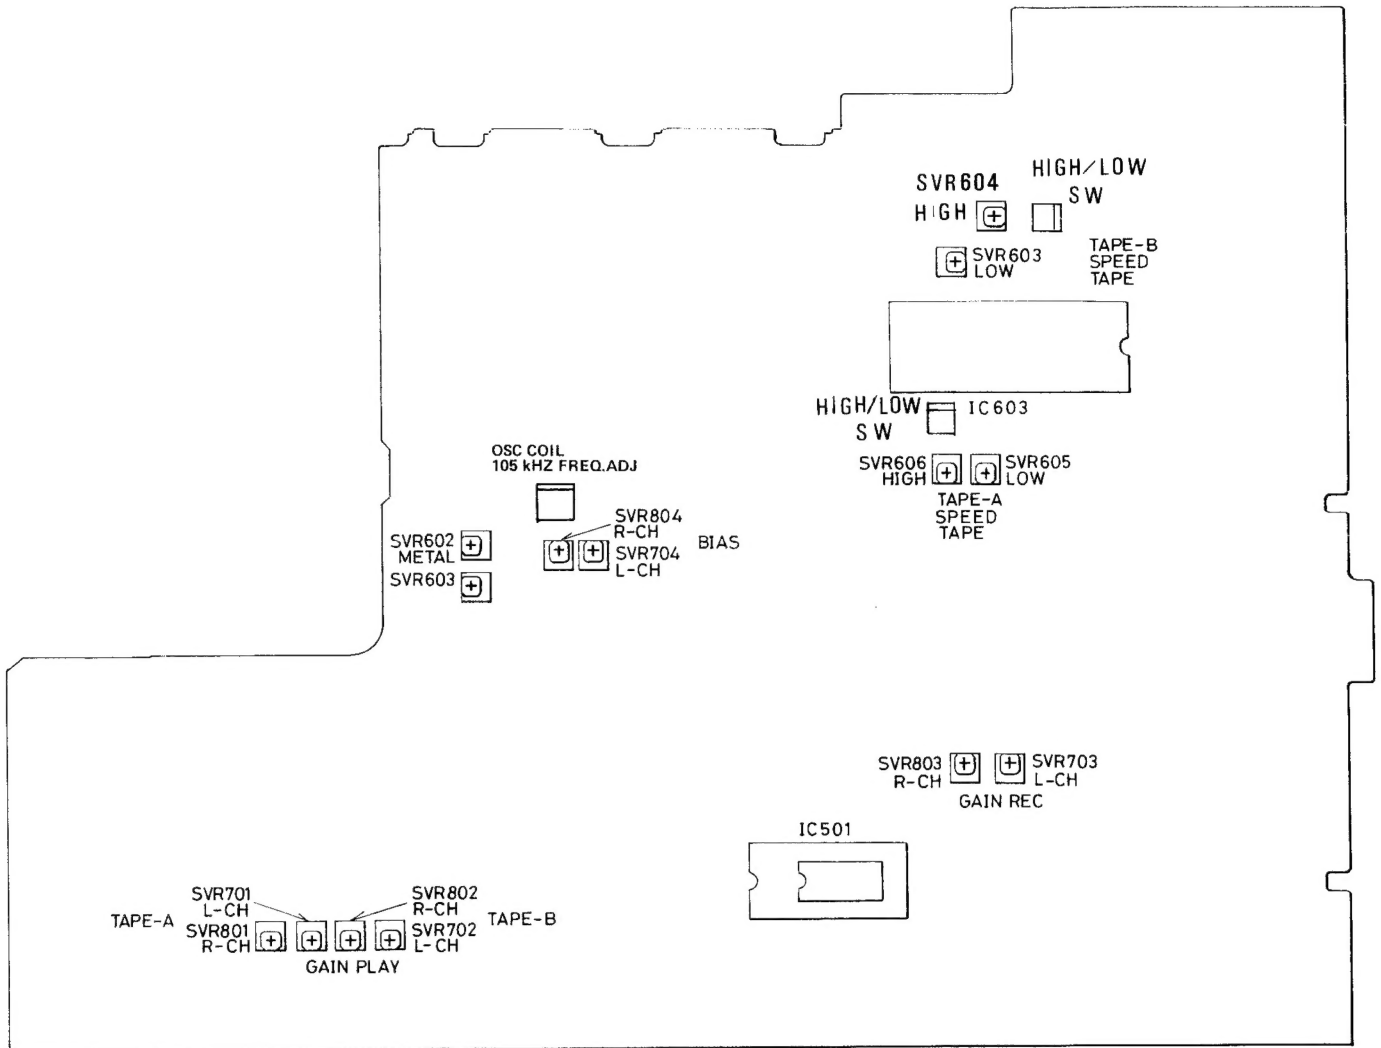 SVR604
HIGH
HIGH/LOW
SW
SVR603
LOW
TAPE-B
SPEED
TAPE
HIGH/LOW
SW
IC603
SVR606
HIGH
SVR605
LOW
TAPE-A
SPEED
TAPE
OSC COIL
105 kHZ FREQ.ADJ
SVR804
R-CH
SVR704
L-CH
BIAS
SVR602
METAL
SVR603
SVR803
R-CH
SVR703
L-CH
GAIN REC
IC501
TAPE-A
SVR701
L-CH
SVR801
R-CH
SVR802
R-CH
SVR702
L-CH
TAPE-B
GAIN PLAY